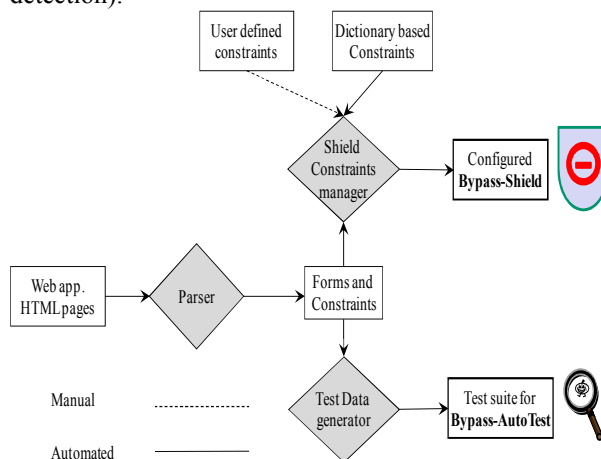 detection).
User defined
constraints
Dictionary based
Constraints
Shield
Constraints
manager
Configured
Bypass-Shield
Web app.
HTML pages
Parser
Forms and
Constraints
Test Data
generator
Test suite for
Bypass-AutoTest
Manual
Automated